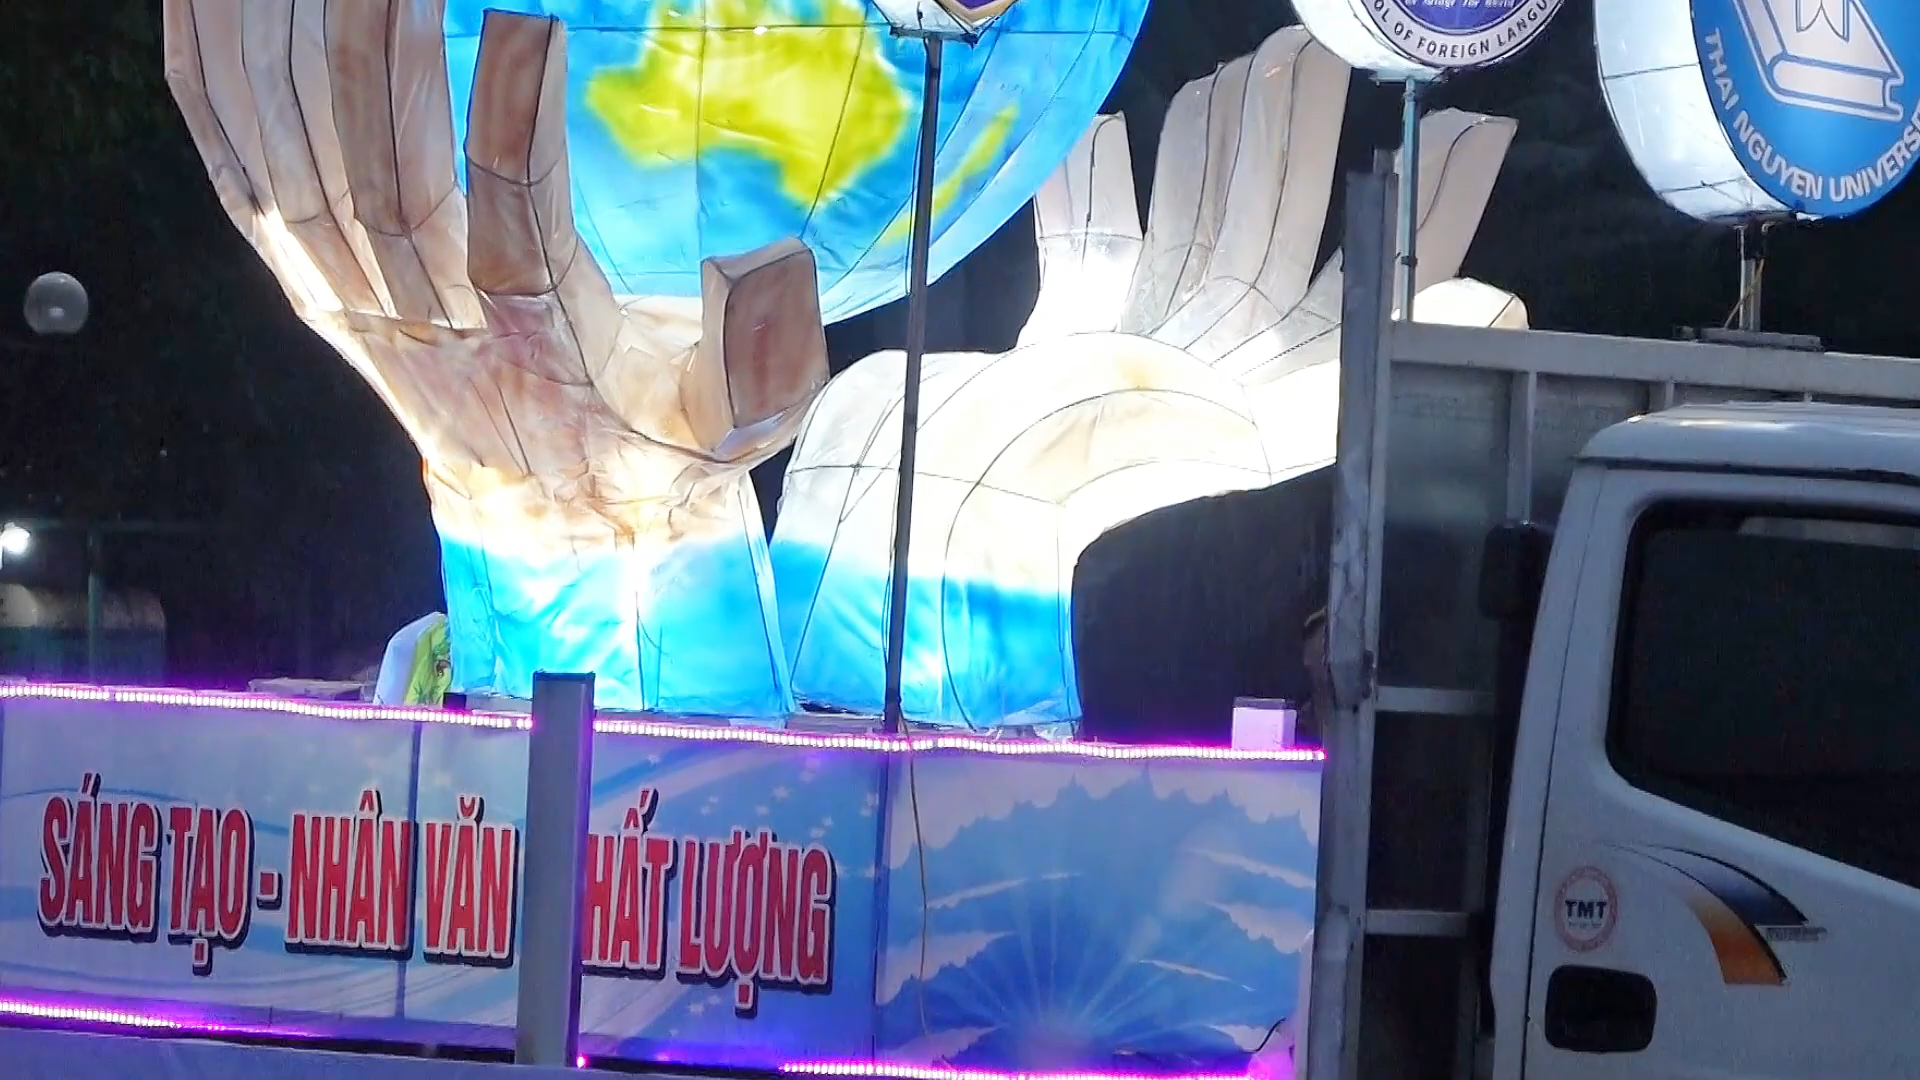 OL OF FOREIGN LANGU
THAI NGUYEN UNIVERS
SÁNG TẠO - NHÂN VĂN
HẤT LƯỢNG
TMT